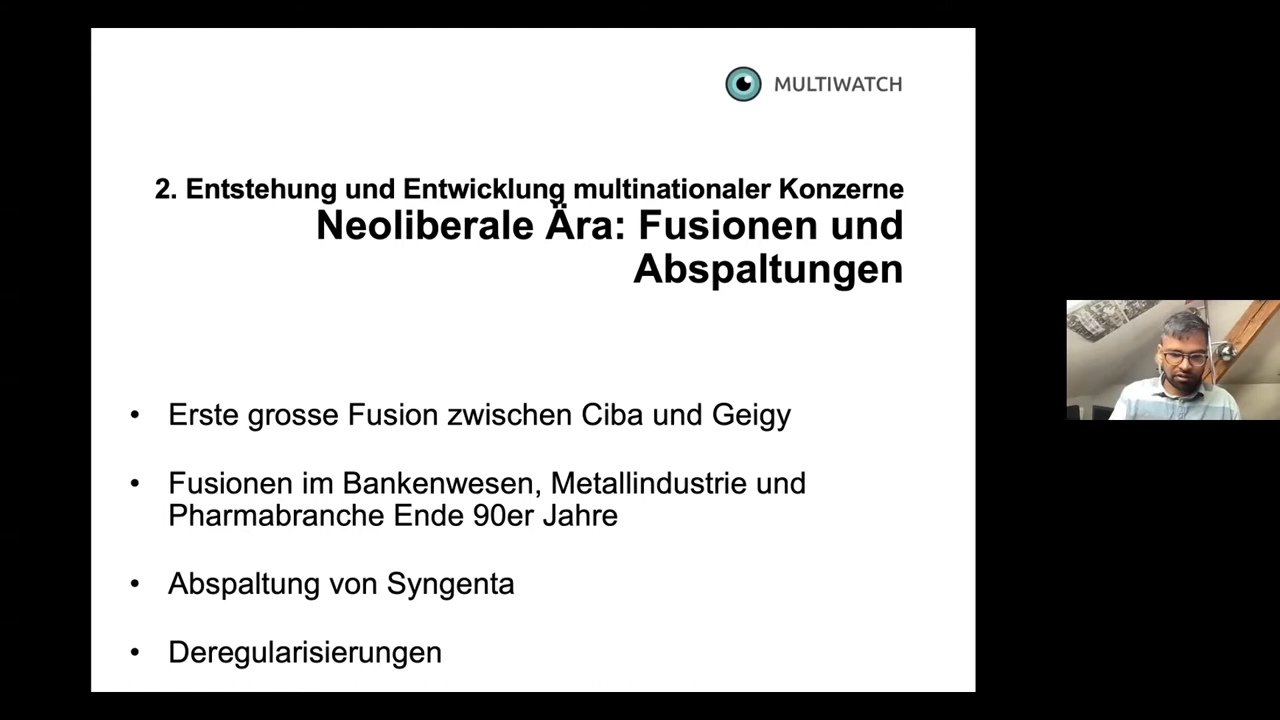 MULTIWATCH
2. Entstehung und Entwicklung multinationaler Konzerne
Neoliberale Ära: Fusionen und
Abspaltungen
• Erste grosse Fusion zwischen Ciba und Geigy
• Fusionen im Bankenwesen, Metallindustrie und
Pharmabranche Ende 90er Jahre
• Abspaltung von Syngenta
• Deregularisierungen